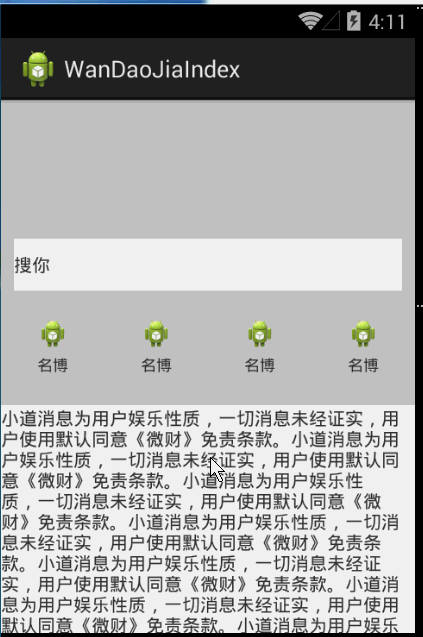 4:11
WanDaoJiaIndex
搜你
名博 名博 名博 名博
小道消息为用户娱乐性质，一切消息未经证实，用
户使用默认同意《微财》免责条款。小道消息为用
户娱乐性质，一切消息未经证实，用户使用默认同
意《微财》免责条款。小道消息为用户娱乐性
质，一切消息未经证实，用户使用默认同意《微
财》免责条款。小道消息为用户娱乐性质，一切消
息未经证实，用户使用默认同意《微财》免责条
款。小道消息为用户娱乐性质，一切消息未经证
实，用户使用默认同意《微财》免责条款。小道消
息为用户娱乐性质，一切消息未经证实，用户使用
默认同意《微财》免责条款。小道消息为用户娱乐